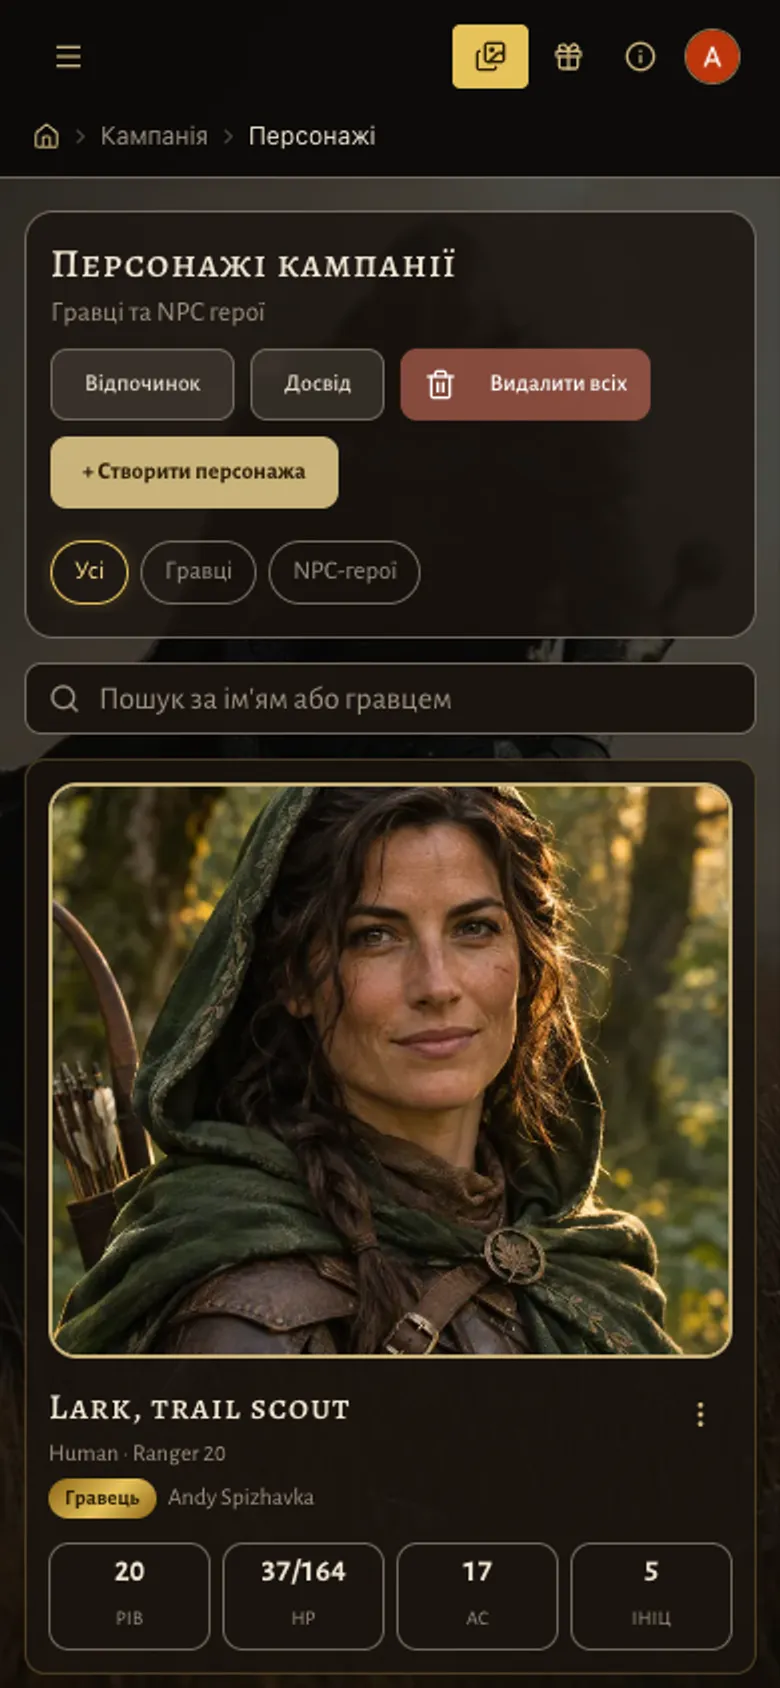 A
Кампанія > Персонажі
Персонажі кампанії
Гравці та NPC герої
Відпочинок Досвід Видалити всіх
+ Створити персонажа
Усі Гравці NPC-герої
Пошук за ім'ям або гравцем
Lark, trail scout
Human · Ranger 20
Гравець Andy Spizhavka
20 37/164 17 5
РІВ HP AC ІНІЦ